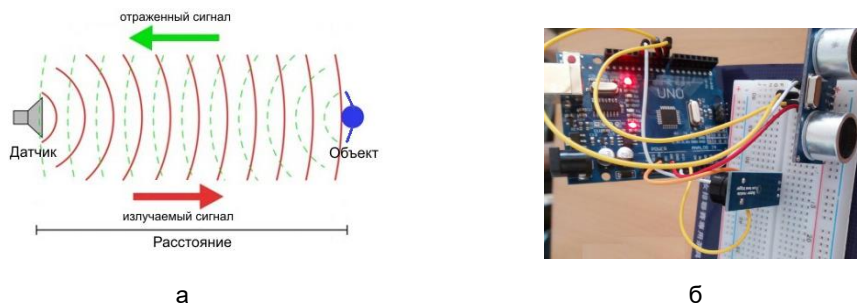 отраженный сигнал
Датчик
Объект
излучаемый сигнал
Расстояние
UNO
а
б